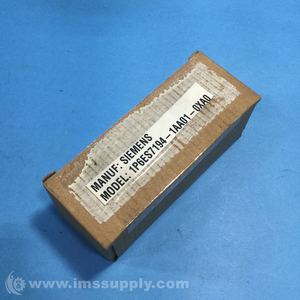 MANUF: SIEMENS
MODEL: 1P6ES7194-1AA01-0XA0
© www.imssupply.com